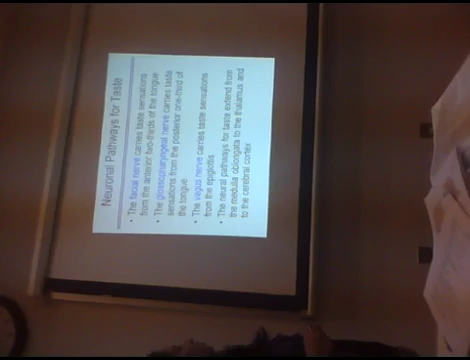 Neuronal Pathways for Taste
• The facial nerve carries taste sensations
from the anterior two-thirds of the tongue
• The glossopharyngeal nerve carries taste
sensations from the posterior one-third of
the tongue
• The vagus nerve carries taste sensations
from the epiglottis
• The neural pathways for taste extend from
the medulla oblongata to the thalamus and
to the cerebral cortex